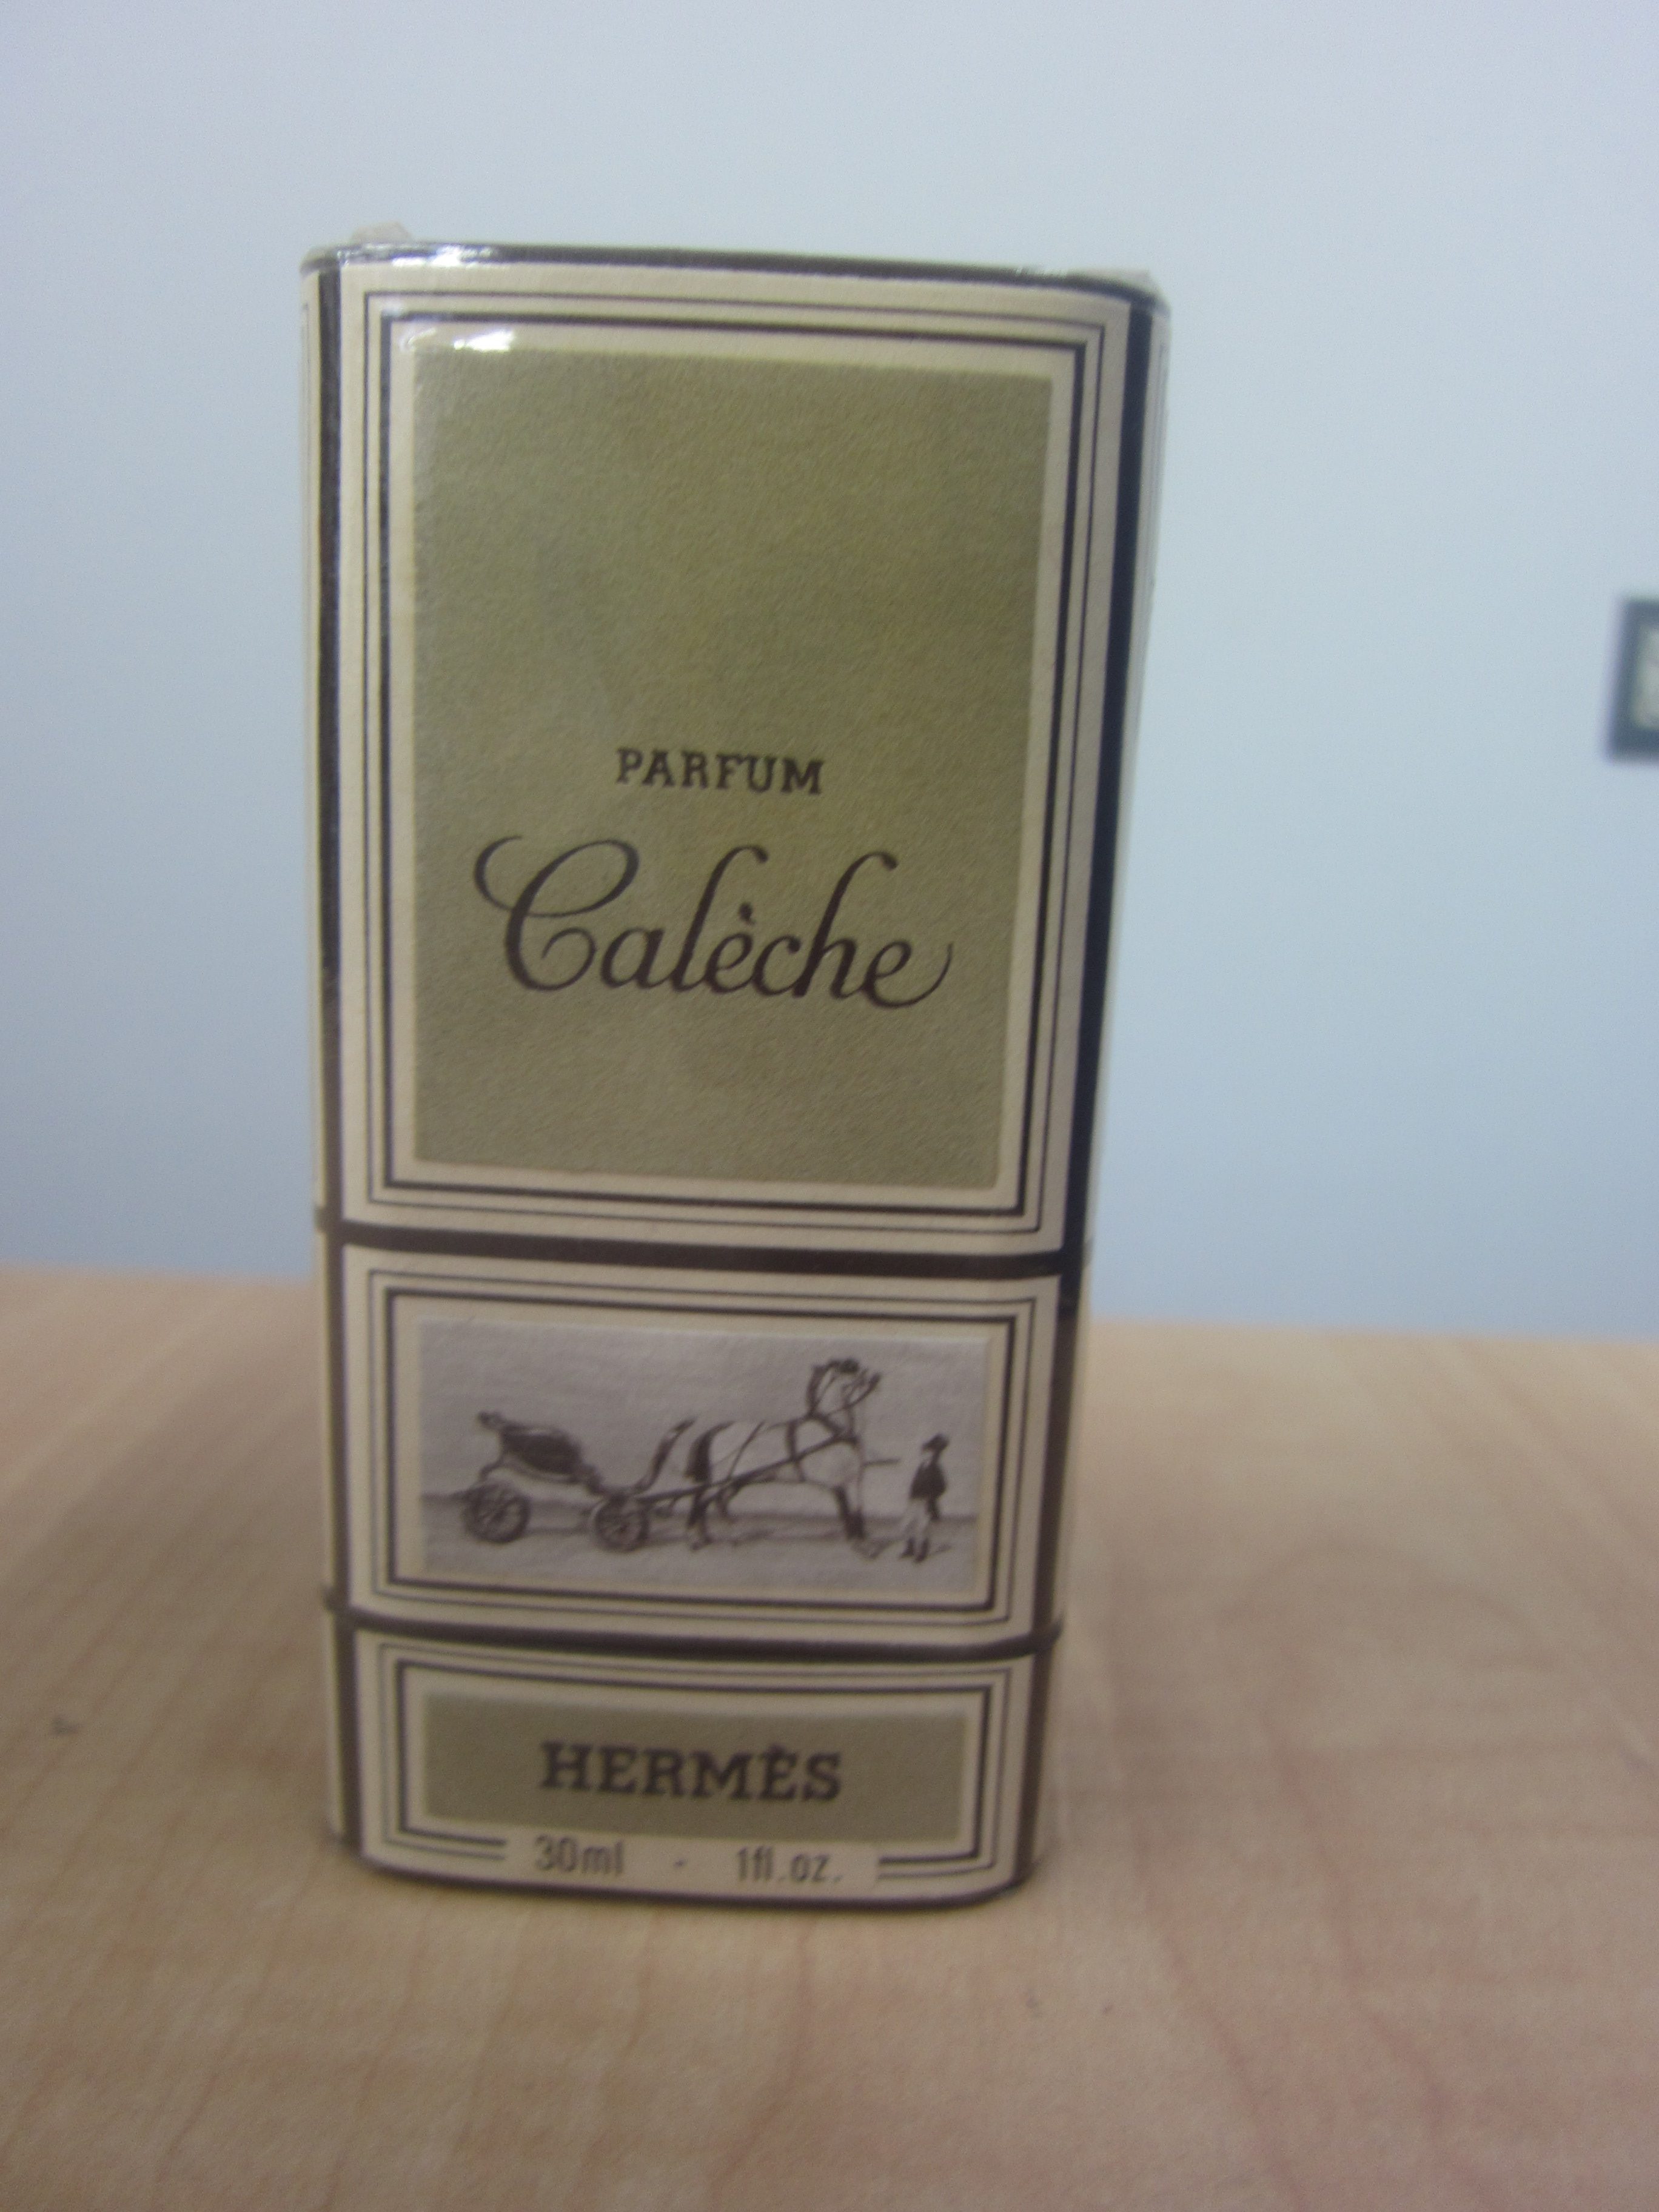 PARFUM
Calèche
HERMÈS
30ml - 1fl.oz.